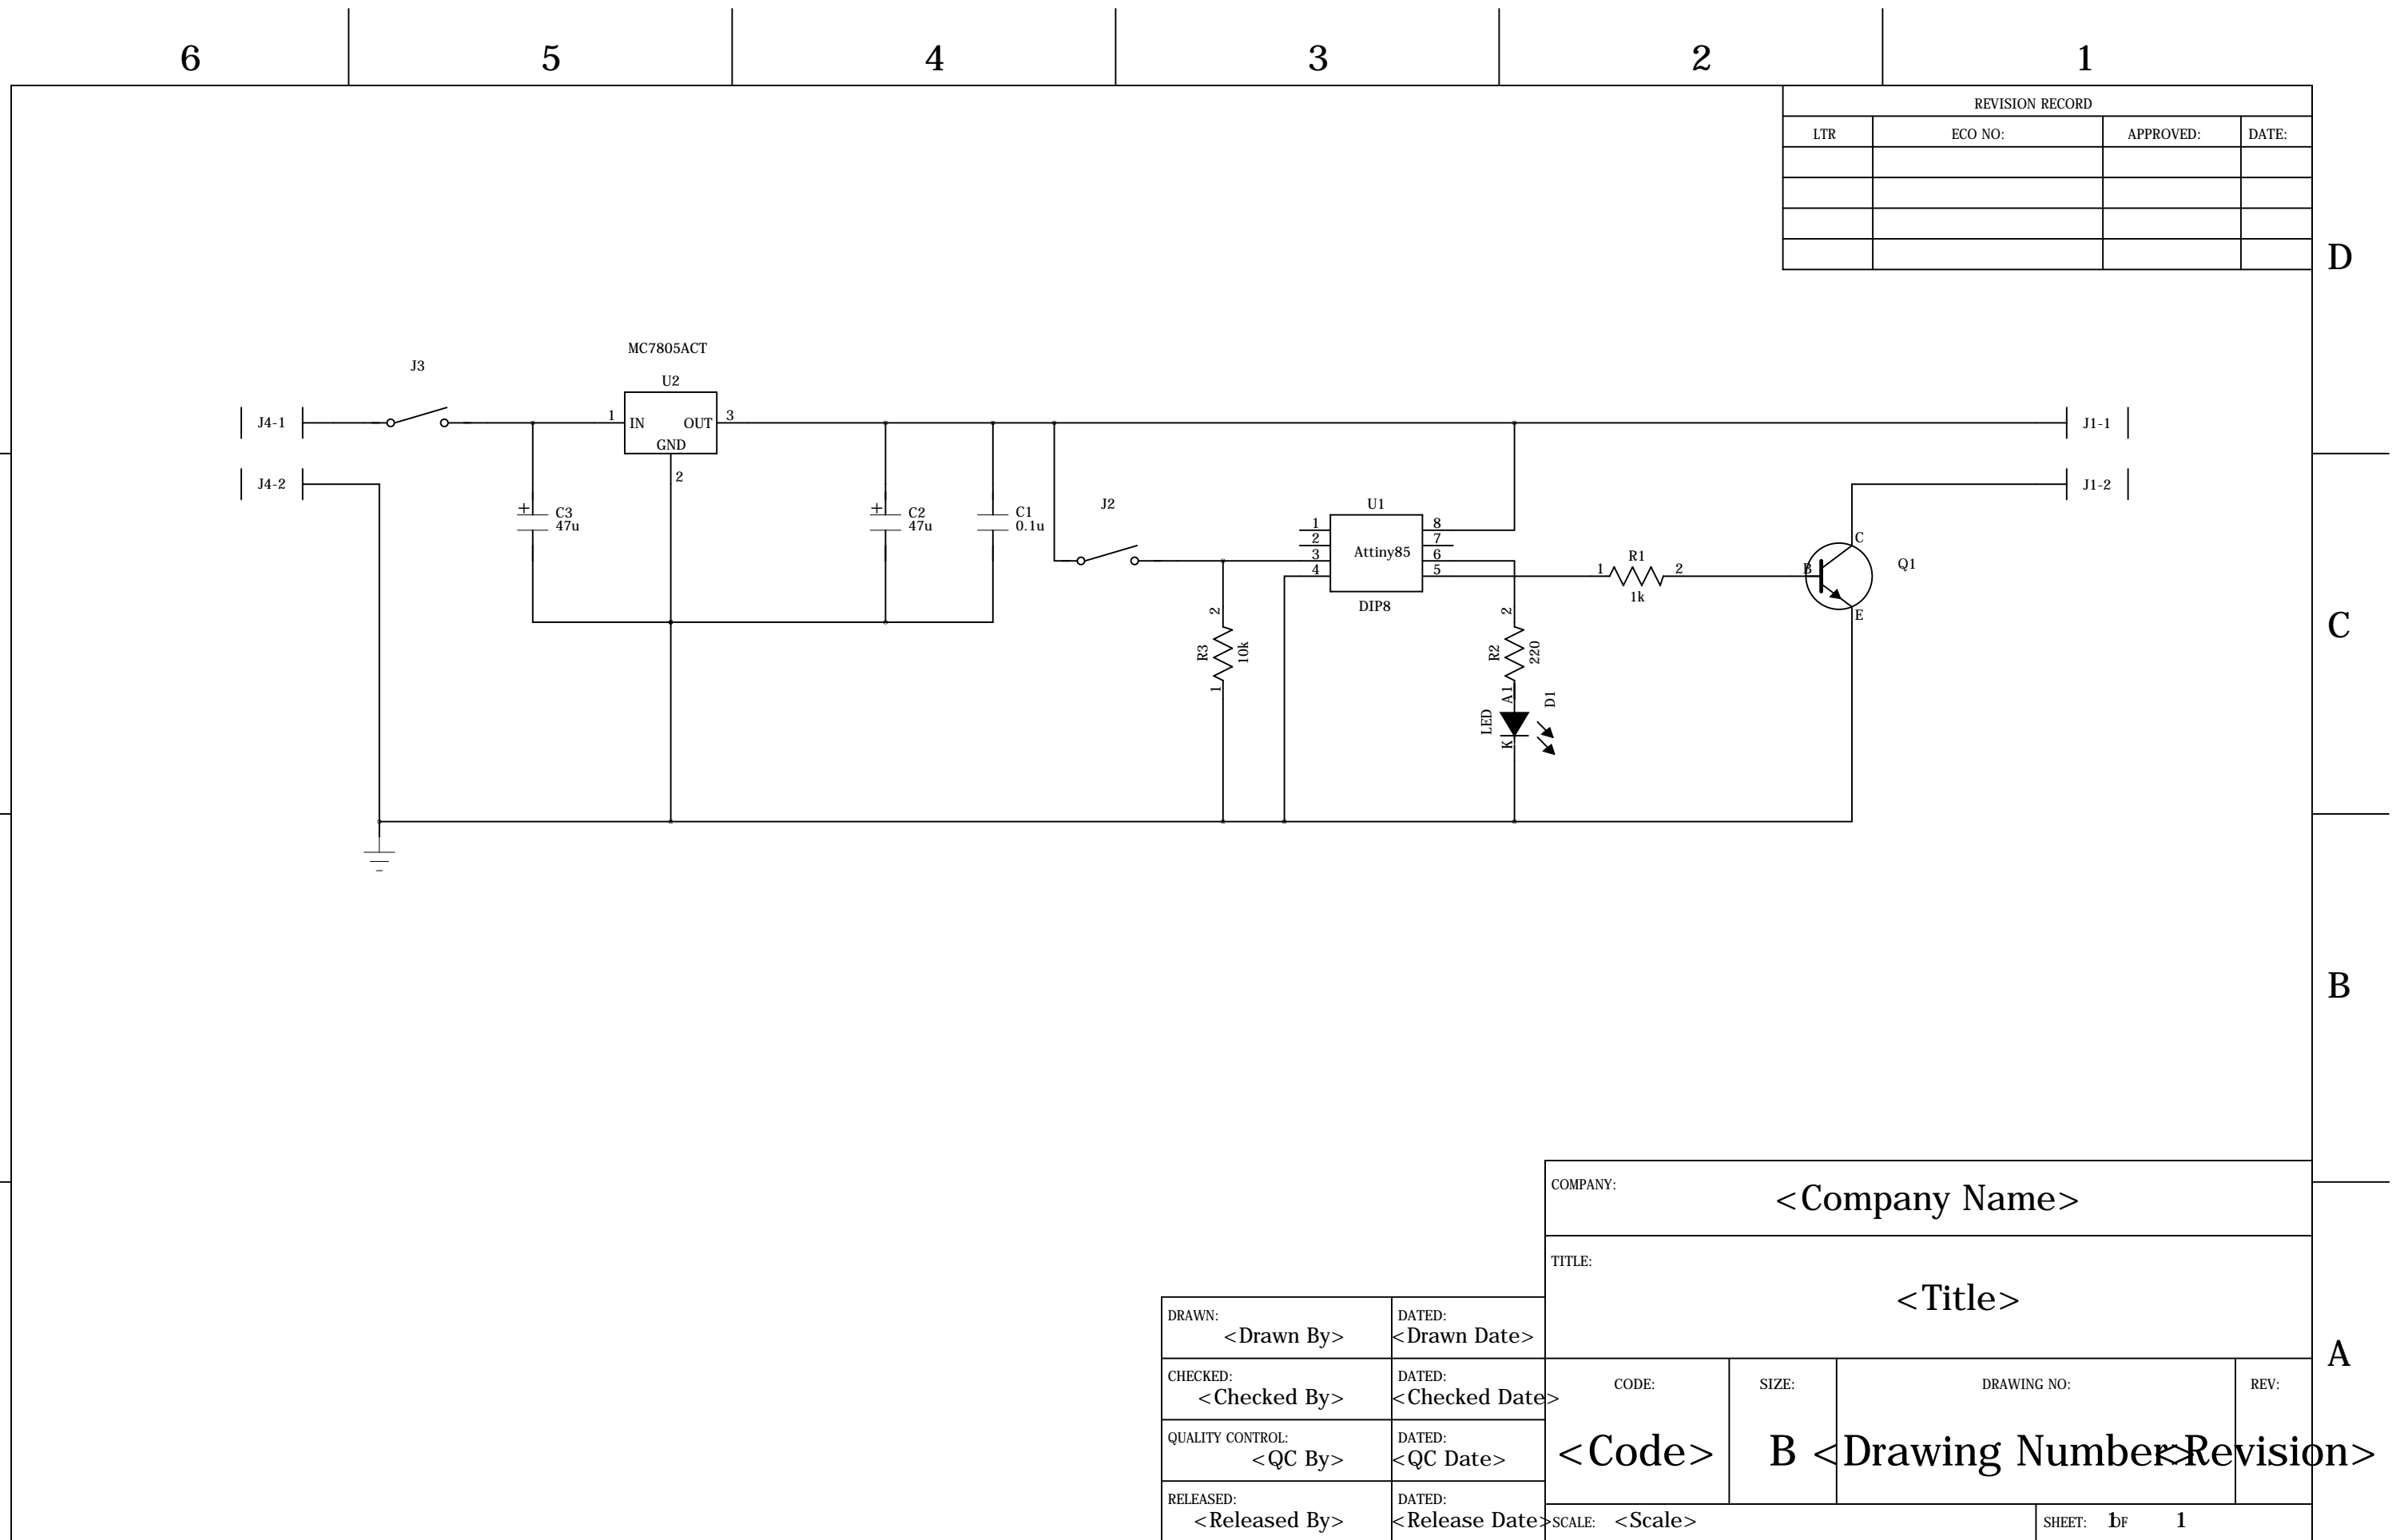 6 5 4 3 2 1
REVISION RECORD
LTR ECO NO: APPROVED: DATE:
D
MC7805ACT
J3
U2
J4-1
1 IN OUT 3
J1-1
GND
2
J4-2
J1-2
J2
U1
+ C3
47u
+ C2
47u
C1
0.1u
1 8
2 7
3 Attiny85 6
4 5
DIP8
R1
1 2
1k
B
C
E
Q1
C
2
R3
10k
1
2
R2
220
1
A
D1
LED
K
B
COMPANY:
<Company Name>
TITLE:
<Title>
DRAWN:
<Drawn By>
DATED:
<Drawn Date>
A
CHECKED:
<Checked By>
DATED:
<Checked Date>
CODE: SIZE: DRAWING NO: REV:
QUALITY CONTROL:
<QC By>
DATED:
<QC Date>
<Code> B <Drawing Number> <Revision>
RELEASED:
<Released By>
DATED:
<Release Date>
SCALE: <Scale>
SHEET: 1 OF 1